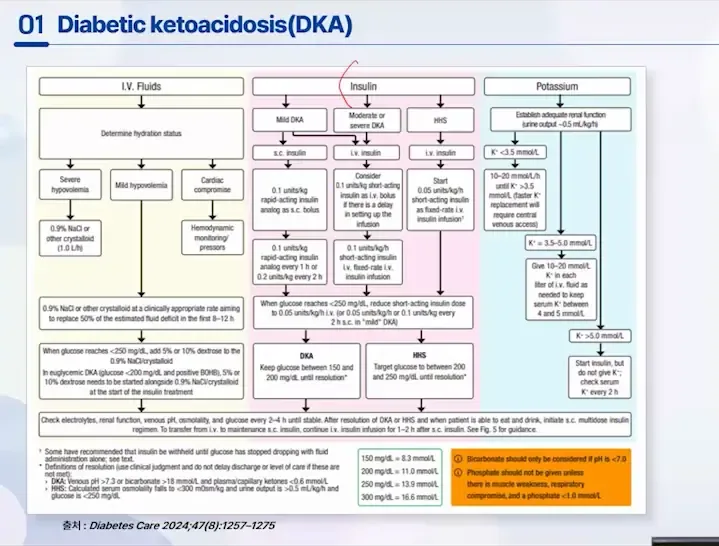 01 Diabetic ketoacidosis(DKA)
I.V. Fluids
Determine hydration status
Severe
hypovolemia
Mild hypovolemia
Cardiac
compromise
0.9% NaCl or
other crystalloid
(1.0 L/h)
Hemodynamic
monitoring/
pressors
0.9% NaCl or other crystalloid at a clinically appropriate rate aiming
to replace 50% of the estimated fluid deficit in the first 8–12 h
When glucose reaches <250 mg/dL, add 5% or 10% dextrose to the
0.9% NaCl/crystalloid
In euglycemic DKA (glucose <200 mg/dL and positive BOHB), 5% or
10% dextrose needs to be started alongside 0.9% NaCl/crystalloid
at the start of the insulin treatment
Insulin
Mild DKA
Moderate or
severe DKA
HHS
s.c. insulin
i.v. insulin
i.v. insulin
0.1 units/kg
rapid-acting insulin
analog as s.c. bolus
Consider
0.1 units/kg short-acting
insulin as i.v. bolus
if there is a delay
in setting up the
infusion
Start
0.05 units/kg/h
short-acting insulin
as fixed-rate i.v.
insulin infusion†
0.1 units/kg
rapid-acting insulin
analog every 1 h or
0.2 units/kg every 2 h
0.1 units/kg/h
short-acting insulin
i.v. fixed-rate i.v.
insulin infusion
When glucose reaches <250 mg/dL, reduce short-acting insulin dose
to 0.05 units/kg/h i.v. (or 0.05 units/kg/h or 0.1 units/kg every
2 h s.c. in "mild" DKA)
DKA
Keep glucose between 150 and
200 mg/dL until resolution*
HHS
Target glucose to between 200
and 250 mg/dL until resolution*
Potassium
Establish adequate renal function
(urine output ~0.5 mL/kg/h)
K⁺ <3.5 mmol/L
10–20 mmol/L/h
until K⁺ >3.5
mmol/L (faster K⁺
replacement will
require central
venous access)
K⁺ = 3.5–5.0 mmol/L
Give 10–20 mmol/L
K⁺ in each
liter of i.v. fluid as
needed to keep
serum K⁺ between
4 and 5 mmol/L
K⁺ >5.0 mmol/L
Start insulin, but
do not give K⁺;
check serum
K⁺ every 2 h
Check electrolytes, renal function, venous pH, osmolality, and glucose every 2–4 h until stable. After resolution of DKA or HHS and when patient is able to eat and drink, initiate s.c. multidose insulin
regimen. To transfer from i.v. to maintenance s.c. insulin, continue i.v. insulin infusion for 1–2 h after s.c. insulin. See Fig. 5 for guidance.
† Some have recommended that insulin be withheld until glucose has stopped dropping with fluid
administration alone; see text.
* Definitions of resolution (use clinical judgment and do not delay discharge or level of care if these are
not met):
› DKA: Venous pH >7.3 or bicarbonate >18 mmol/L and plasma/capillary ketones <0.6 mmol/L
› HHS: Calculated serum osmolality falls to <300 mOsm/kg and urine output is >0.5 mL/kg/h and
glucose is <250 mg/dL
150 mg/dL = 8.3 mmol/L
200 mg/dL = 11.0 mmol/L
250 mg/dL = 13.9 mmol/L
300 mg/dL = 16.6 mmol/L
Bicarbonate should only be considered if pH is <7.0
Phosphate should not be given unless
there is muscle weakness, respiratory
compromise, and a phosphate <1.0 mmol/L
출처 : Diabetes Care 2024;47(8):1257–1275